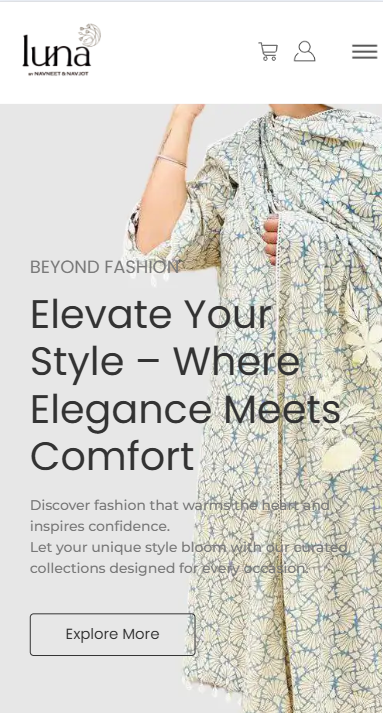 luna
BY NAVNEET & NAVJOT
BEYOND FASHION
Elevate Your
Style – Where
Elegance Meets
Comfort
Discover fashion that warms the heart and
inspires confidence.
Let your unique style bloom with our curated
collections designed for every occasion.
Explore More